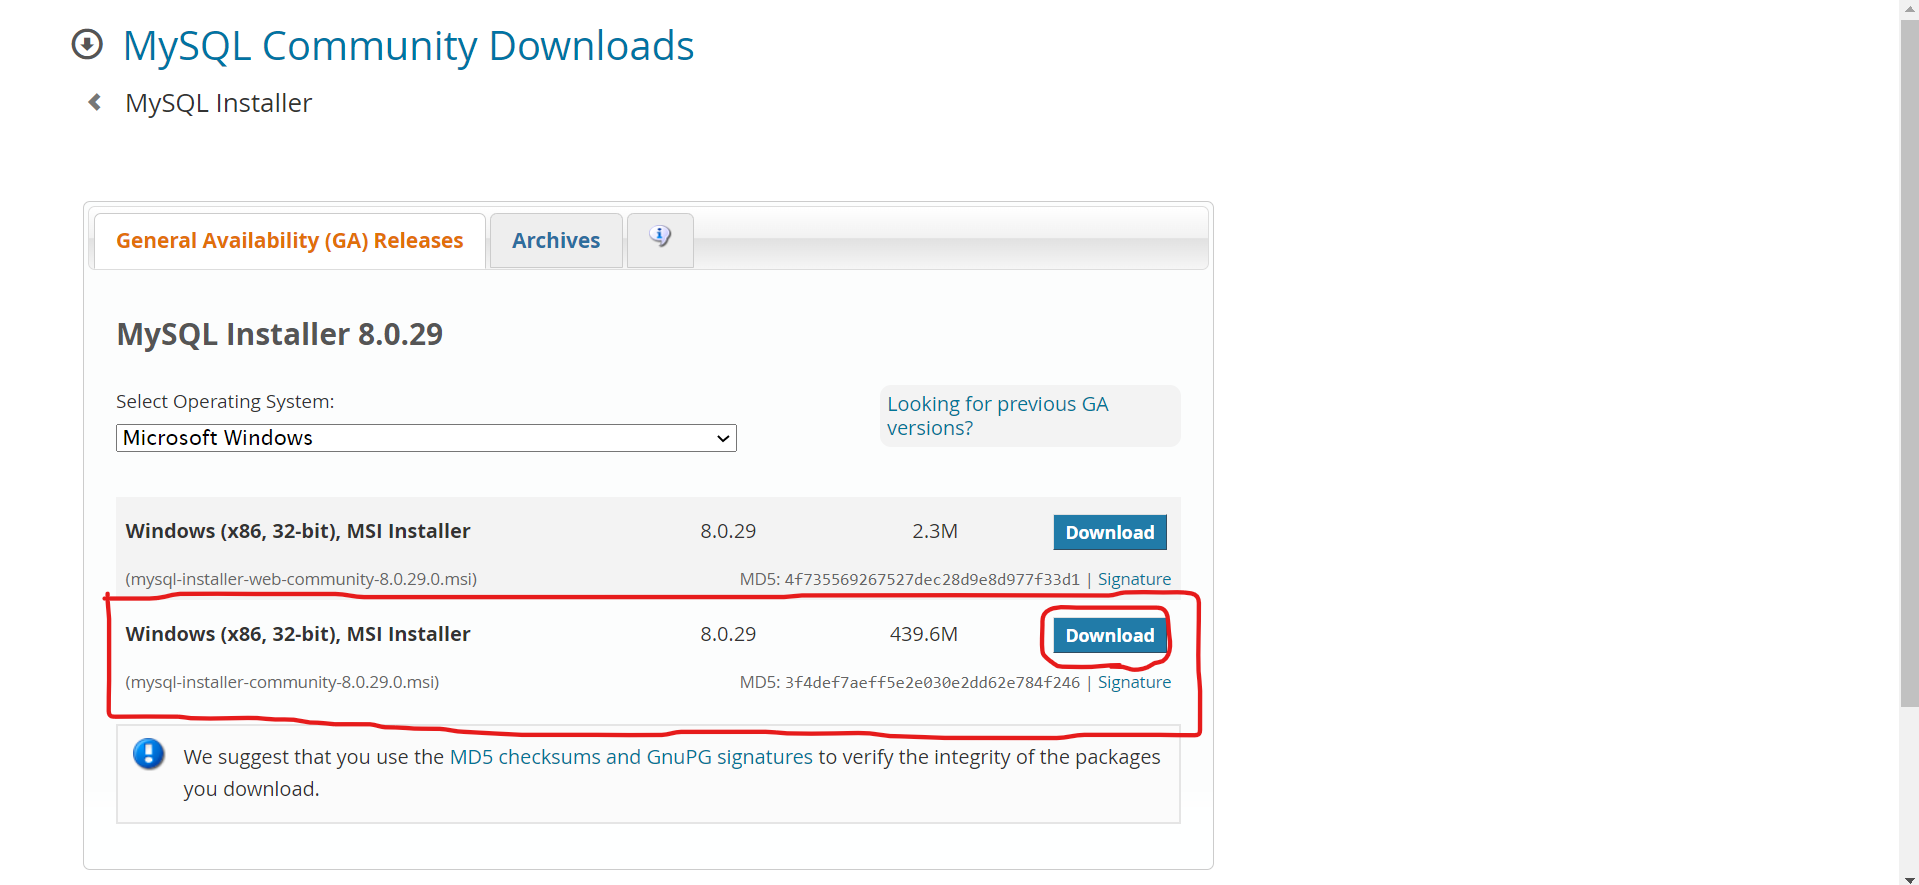 MySQL Community Downloads
MySQL Installer
General Availability (GA) Releases
Archives
MySQL Installer 8.0.29
Select Operating System:
Microsoft Windows
Looking for previous GA
versions?
Windows (x86, 32-bit), MSI Installer 8.0.29 2.3M Download
(mysql-installer-web-community-8.0.29.0.msi) MD5: 4f735569267527dec28d9e8d977f33d1 | Signature
Windows (x86, 32-bit), MSI Installer 8.0.29 439.6M Download
(mysql-installer-community-8.0.29.0.msi) MD5: 3f4def7aeff5e2e030e2dd62e784f246 | Signature
We suggest that you use the MD5 checksums and GnuPG signatures to verify the integrity of the packages
you download.